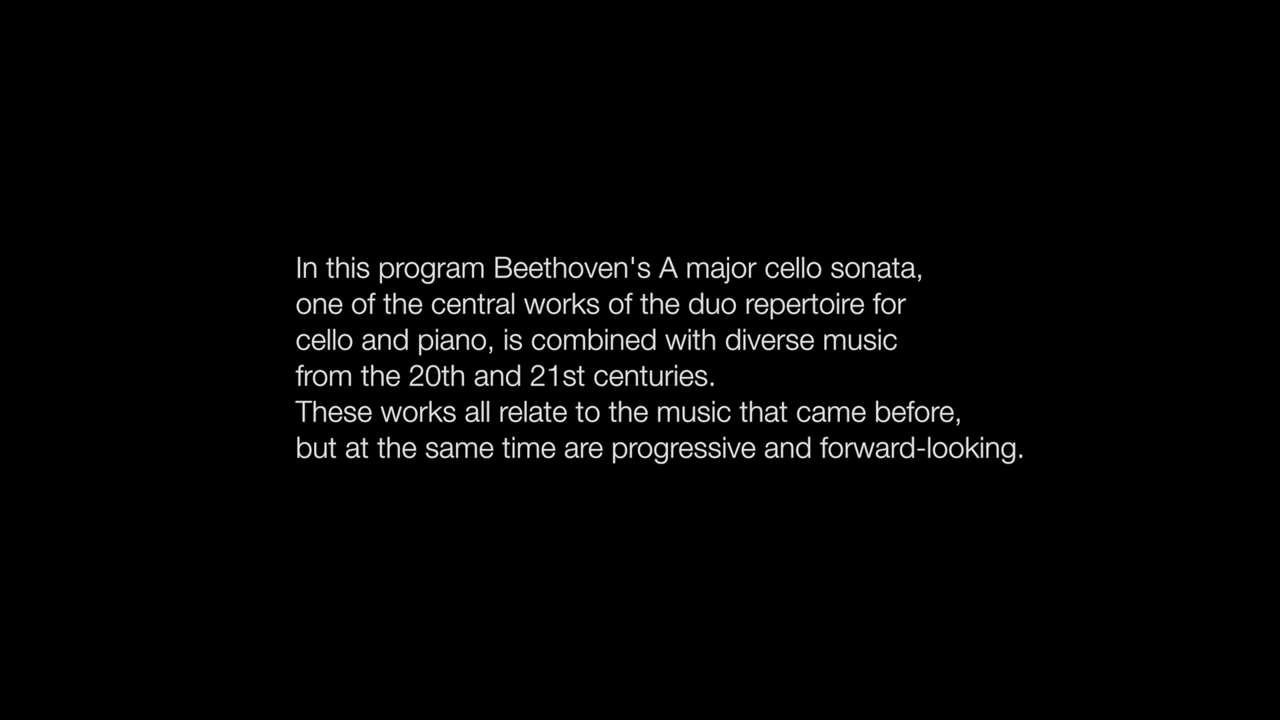 In this program Beethoven's A major cello sonata,
one of the central works of the duo repertoire for
cello and piano, is combined with diverse music
from the 20th and 21st centuries.
These works all relate to the music that came before,
but at the same time are progressive and forward-looking.